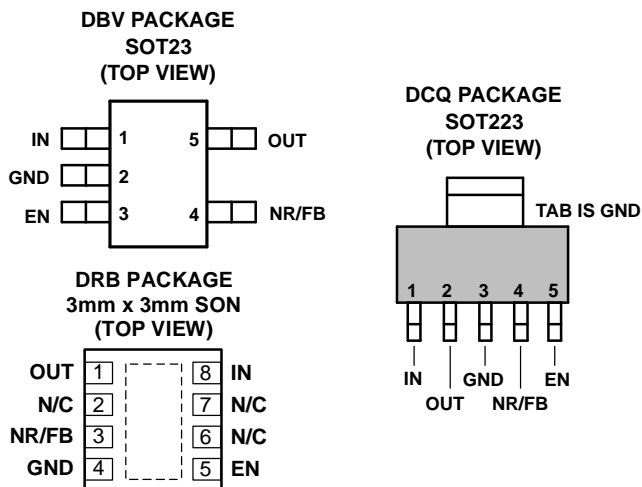 DBV PACKAGE
SOT23
(TOP VIEW)
IN 1 5 OUT
GND 2
EN 3 4 NR/FB
DRB PACKAGE
3mm x 3mm SON
(TOP VIEW)
OUT 1 8 IN
N/C 2 7 N/C
NR/FB 3 6 N/C
GND 4 5 EN
DCQ PACKAGE
SOT223
(TOP VIEW)
TAB IS GND
1 2 3 4 5
IN GND EN
OUT NR/FB